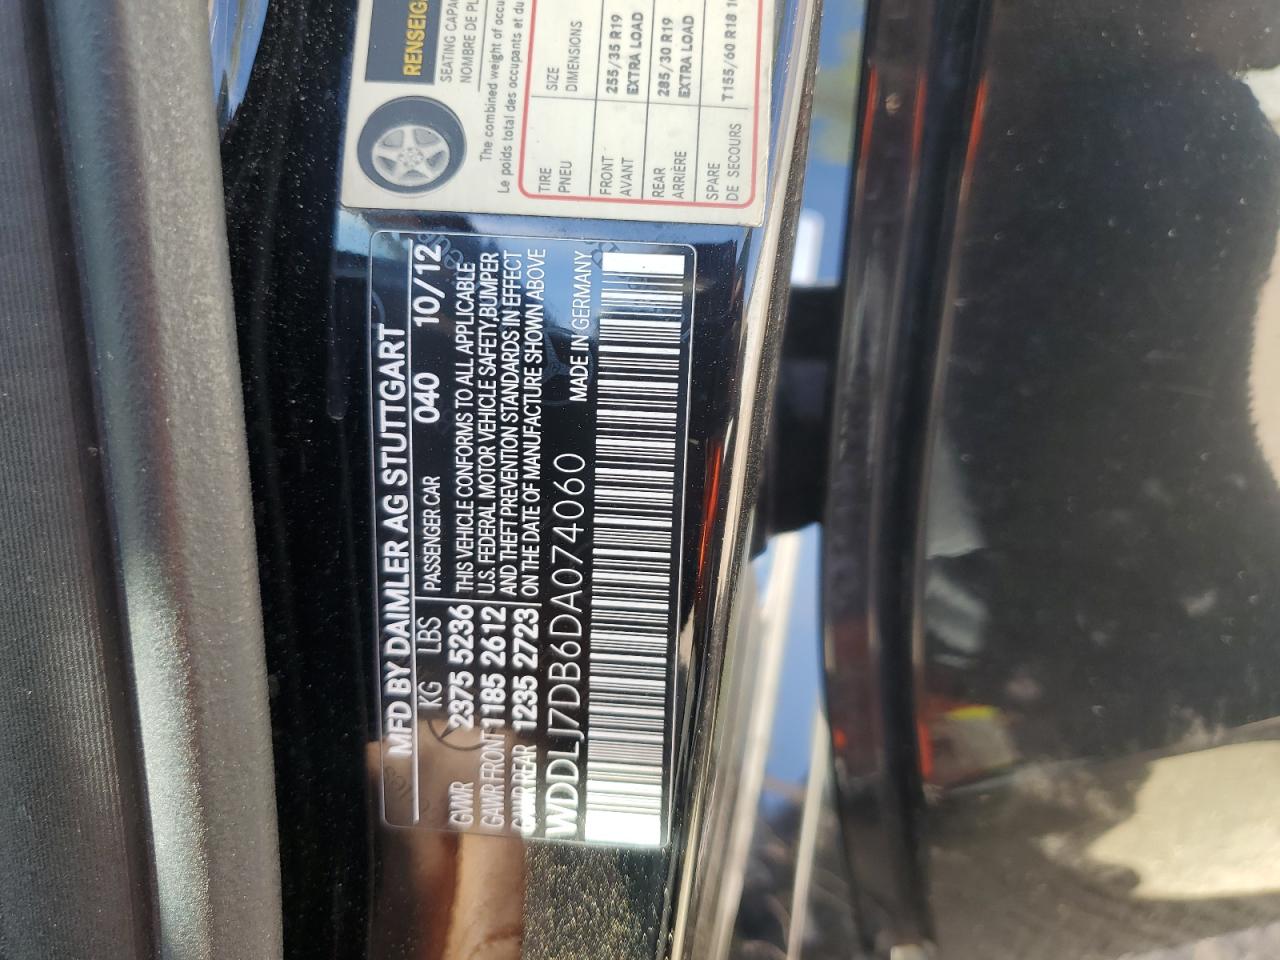 MFD BY DAIMLER AG STUTTGART
KG LBS PASSENGER CAR 040 10/12
GVWR 2375 5236 THIS VEHICLE CONFORMS TO ALL APPLICABLE
GAWR FRONT 1185 2612 U.S. FEDERAL MOTOR VEHICLE SAFETY,BUMPER
AND THEFT PREVENTION STANDARDS IN EFFECT
GAWR REAR 1235 2723 ON THE DATE OF MANUFACTURE SHOWN ABOVE
WDDLJ7DB6DA074060 MADE IN GERMANY
SEATING
NOMBRE DE
The combined weight of
Le poids total des occupants et du
TIRE SIZE
PNEU DIMENSIONS
FRONT 255/35 R19
AVANT EXTRA LOAD
REAR 285/30 R19
ARRIÈRE EXTRA LOAD
SPARE T155/60 R18
DE SECOURS